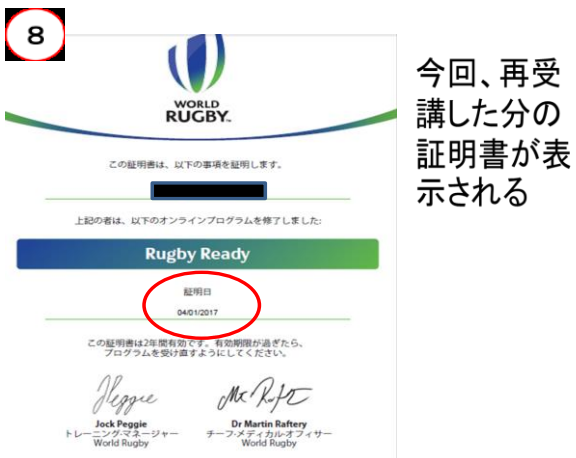 8
WORLD
RUGBY™
この証明書は、以下の事項を証明します。
上記の者は、以下のオンラインプログラムを修了しました:
Rugby Ready
証明日
04/01/2017
この証明書は2年間有効です。有効期限が過ぎたら、
プログラムを受け直すようにしてください。
Jock Peggie
トレーニング・マネージャー
World Rugby
Dr Martin Raftery
チーフ・メディカル・オフィサー
World Rugby
今回、再受
講した分の
証明書が表
示される